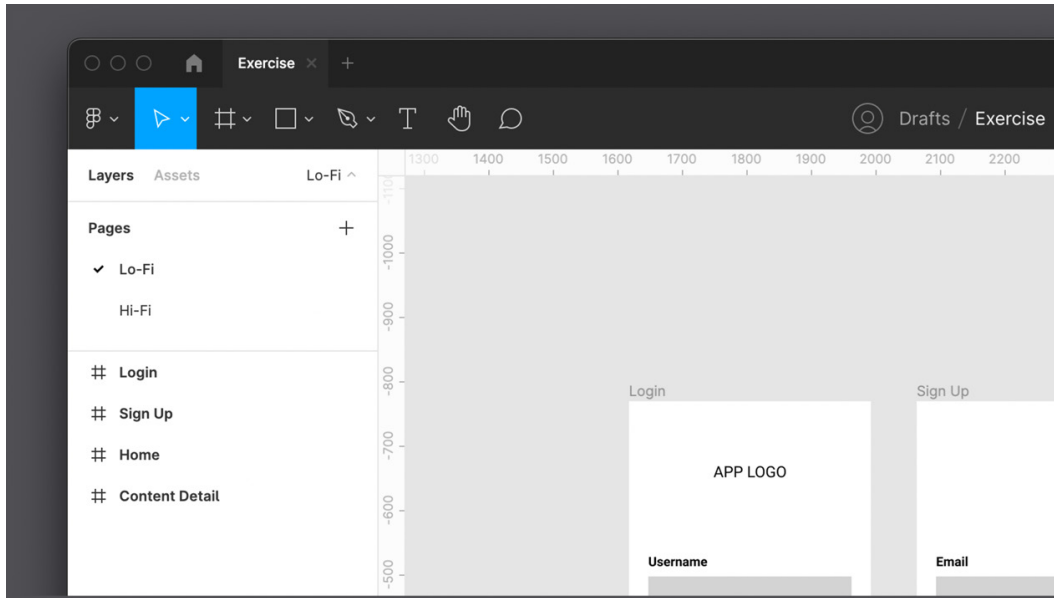 Exercise
Drafts / Exercise
Layers Assets Lo-Fi
1300 1400 1500 1600 1700 1800 1900 2000 2100 2200
Pages
Lo-Fi
Hi-Fi
Login
Sign Up
Home
Content Detail
-1100
-1000
-900
-800
-700
-600
-500
Login
Sign Up
APP LOGO
Username
Email